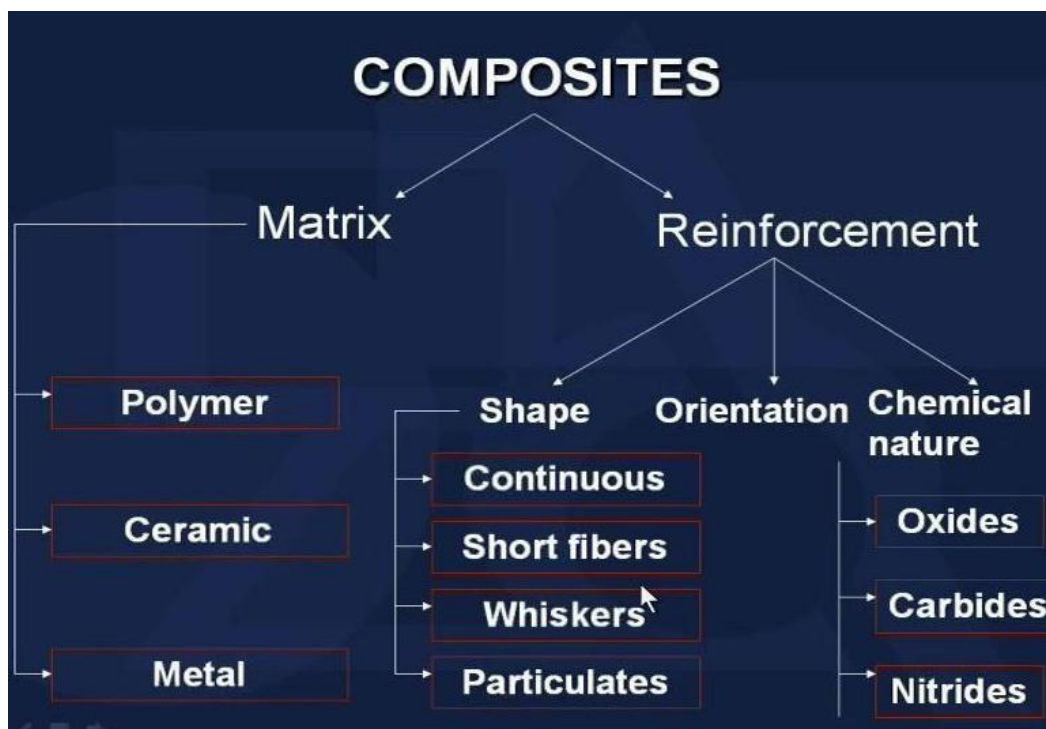 COMPOSITES
Matrix
Reinforcement
Polymer
Ceramic
Metal
Shape
Continuous
Short fibers
Whiskers
Particulates
Orientation
Chemical
nature
Oxides
Carbides
Nitrides